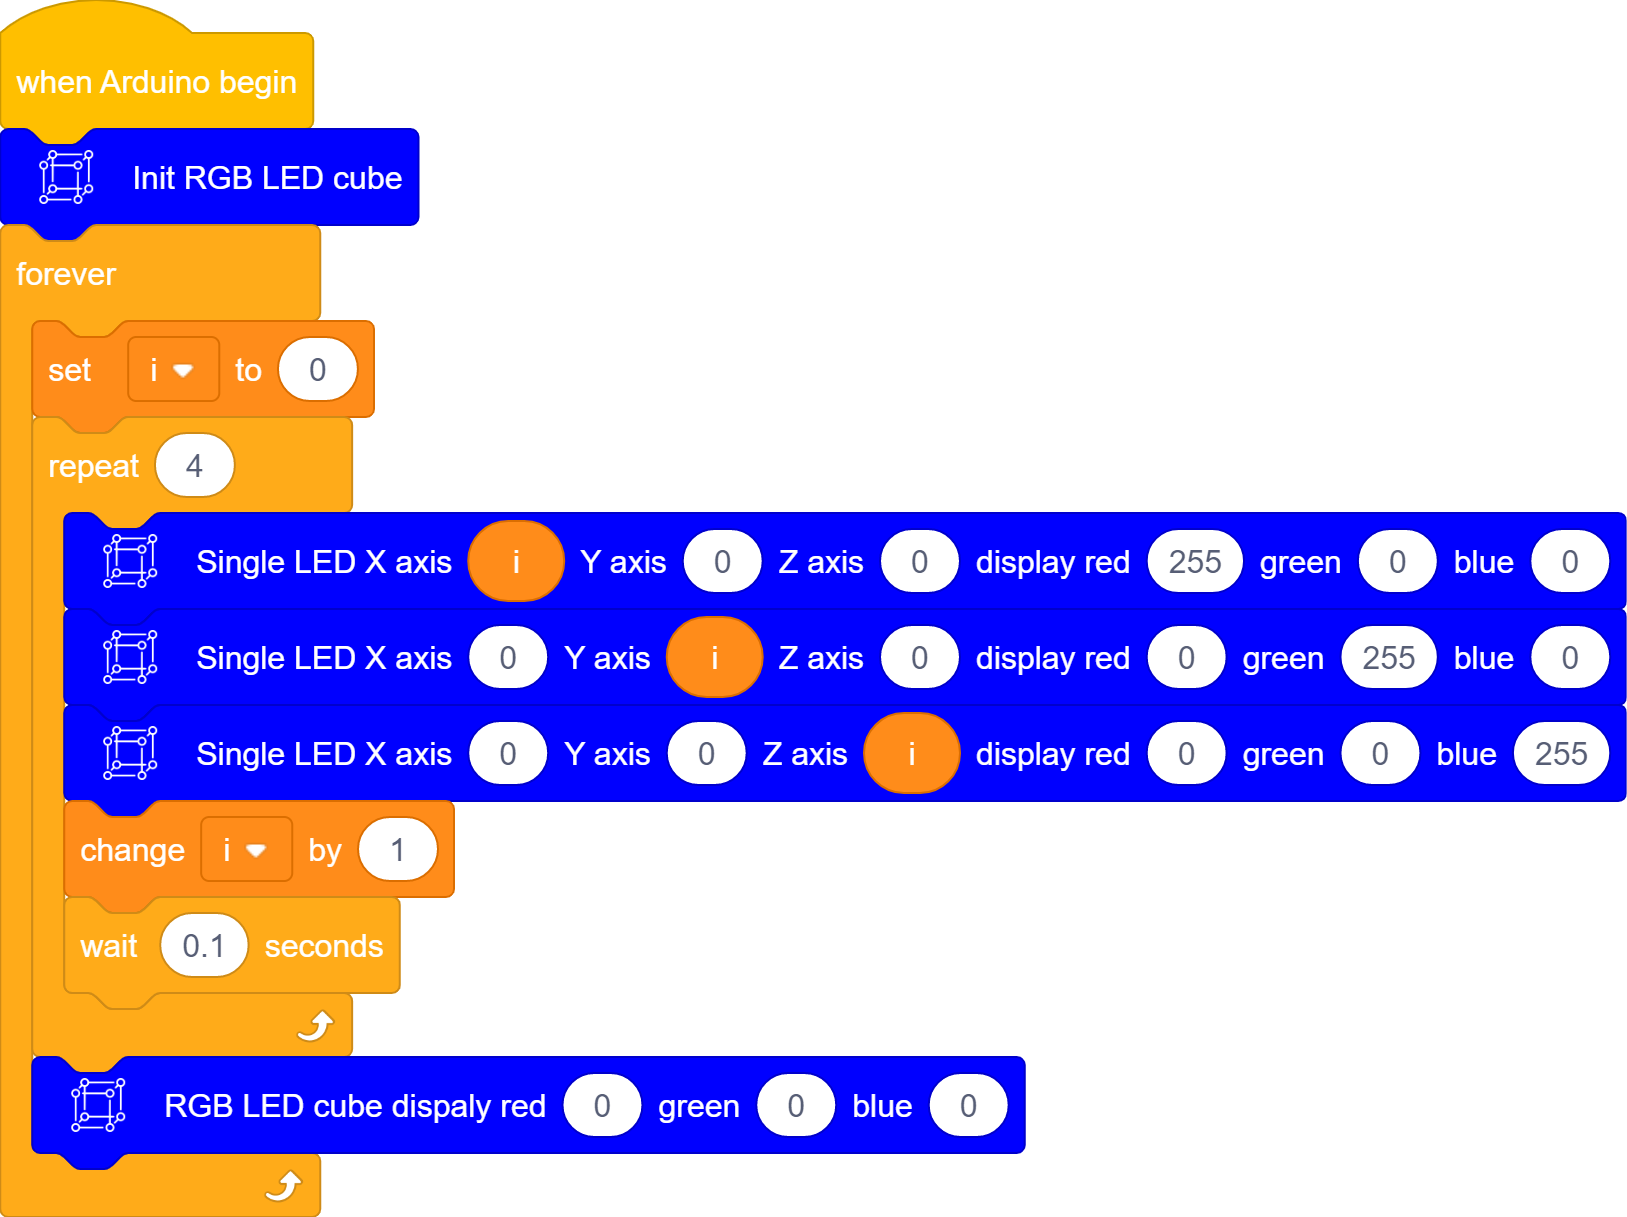 when Arduino begin
Init RGB LED cube
forever
set i to 0
repeat 4
Single LED X axis i Y axis 0 Z axis 0 display red 255 green 0 blue 0
Single LED X axis 0 Y axis i Z axis 0 display red 0 green 255 blue 0
Single LED X axis 0 Y axis 0 Z axis i display red 0 green 0 blue 255
change i by 1
wait 0.1 seconds
RGB LED cube dispaly red 0 green 0 blue 0